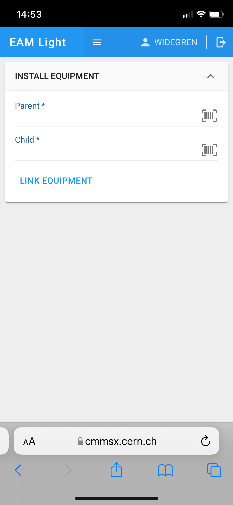 14:53
EAM Light
WIDEGREN
INSTALL EQUIPMENT
Parent *
Child *
LINK EQUIPMENT
AA
cmmsx.cern.ch